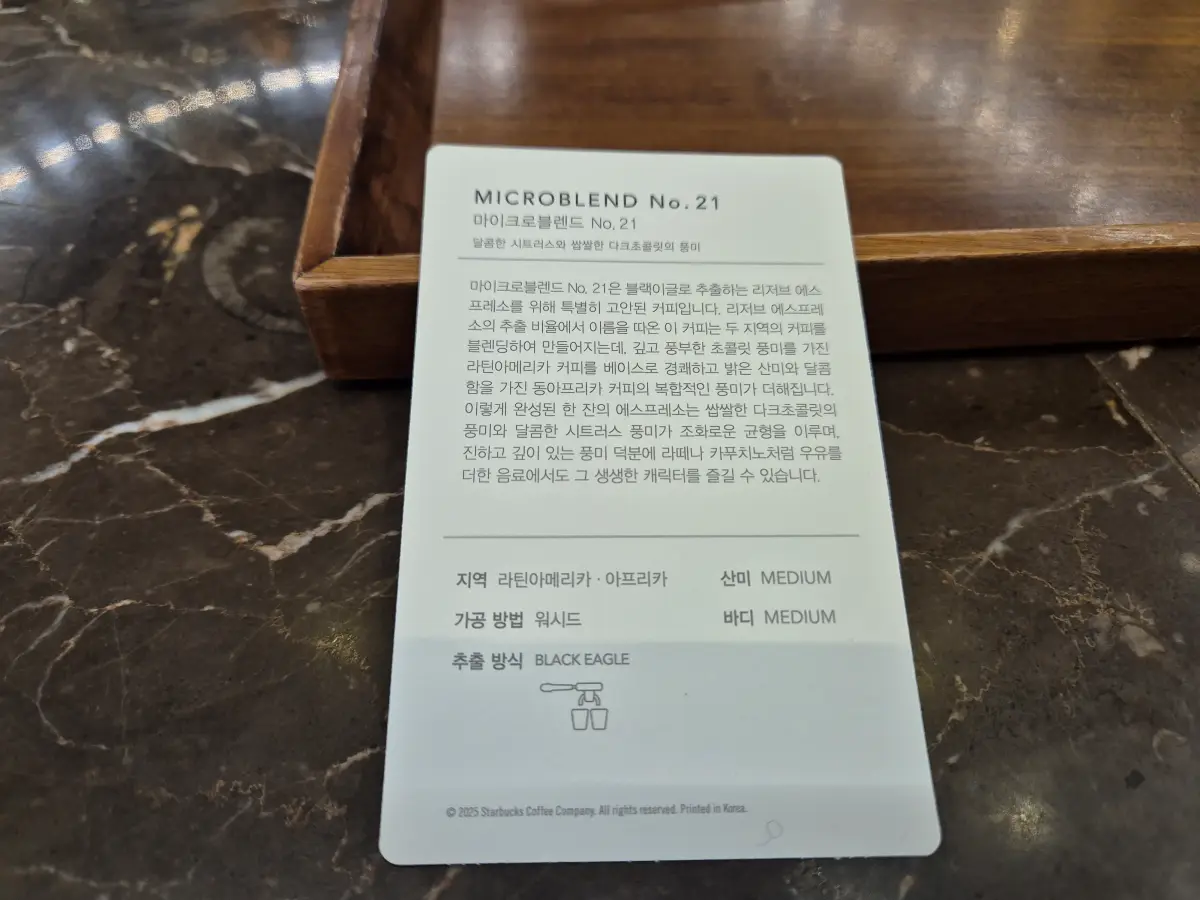 MICROBLEND No. 21
마이크로블렌드 No. 21
달콤한 시트러스와 쌉쌀한 다크초콜릿의 풍미
마이크로블렌드 No. 21은 블랙이글로 추출하는 리저브 에스
프레소를 위해 특별히 고안된 커피입니다. 리저브 에스프레
소의 추출 비율에서 이름을 따온 이 커피는 두 지역의 커피를
블렌딩하여 만들어지는데, 깊고 풍부한 초콜릿 풍미를 가진
라틴아메리카 커피를 베이스로 경쾌하고 밝은 산미와 달콤
함을 가진 동아프리카 커피의 복합적인 풍미가 더해집니다.
이렇게 완성된 한 잔의 에스프레소는 쌉쌀한 다크초콜릿의
풍미와 달콤한 시트러스 풍미가 조화로운 균형을 이루며,
진하고 깊이 있는 풍미 덕분에 라떼나 카푸치노처럼 우유를
더한 음료에서도 그 생생한 캐릭터를 즐길 수 있습니다.
지역 라틴아메리카 · 아프리카 산미 MEDIUM
가공 방법 워시드 바디 MEDIUM
추출 방식 BLACK EAGLE
© 2025 Starbucks Coffee Company. All rights reserved. Printed in Korea.